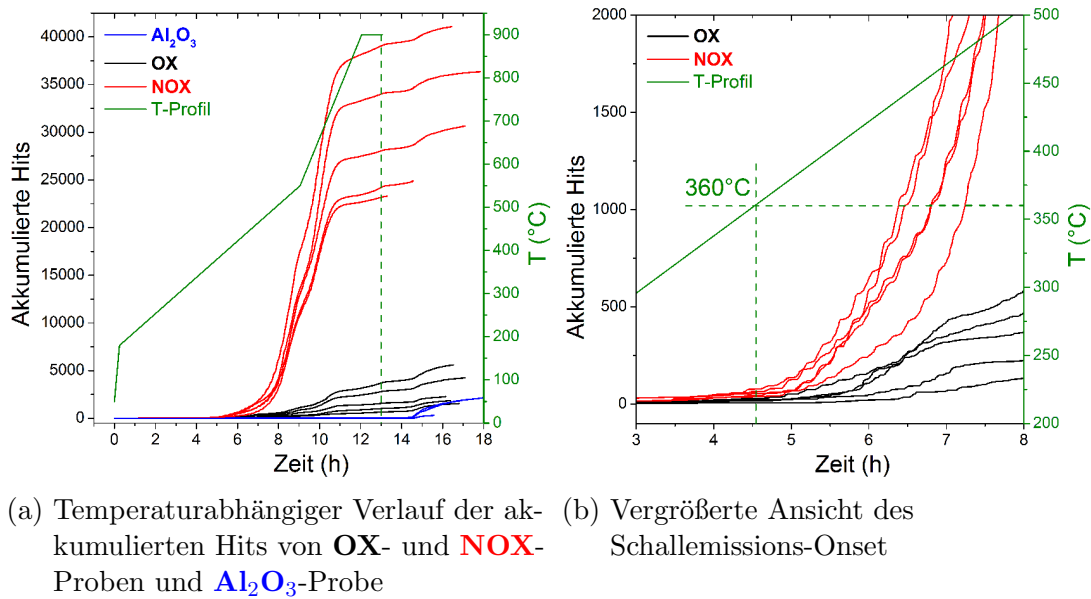 Al₂O₃
OX
NOX
T-Profil
40000
35000
30000
25000
20000
15000
10000
5000
0
Akkumulierte Hits
900
800
700
600
500
400
300
200
100
0
T (°C)
0 2 4 6 8 10 12 14 16 18
Zeit (h)
OX
NOX
T-Profil
360°C
2000
1500
1000
500
0
Akkumulierte Hits
500
450
400
350
300
250
200
T (°C)
3 4 5 6 7 8
Zeit (h)
(a) Temperaturabhängiger Verlauf der ak-
kumulierten Hits von OX- und NOX-
Proben und Al₂O₃-Probe
(b) Vergrößerte Ansicht des
Schallemissions-Onset